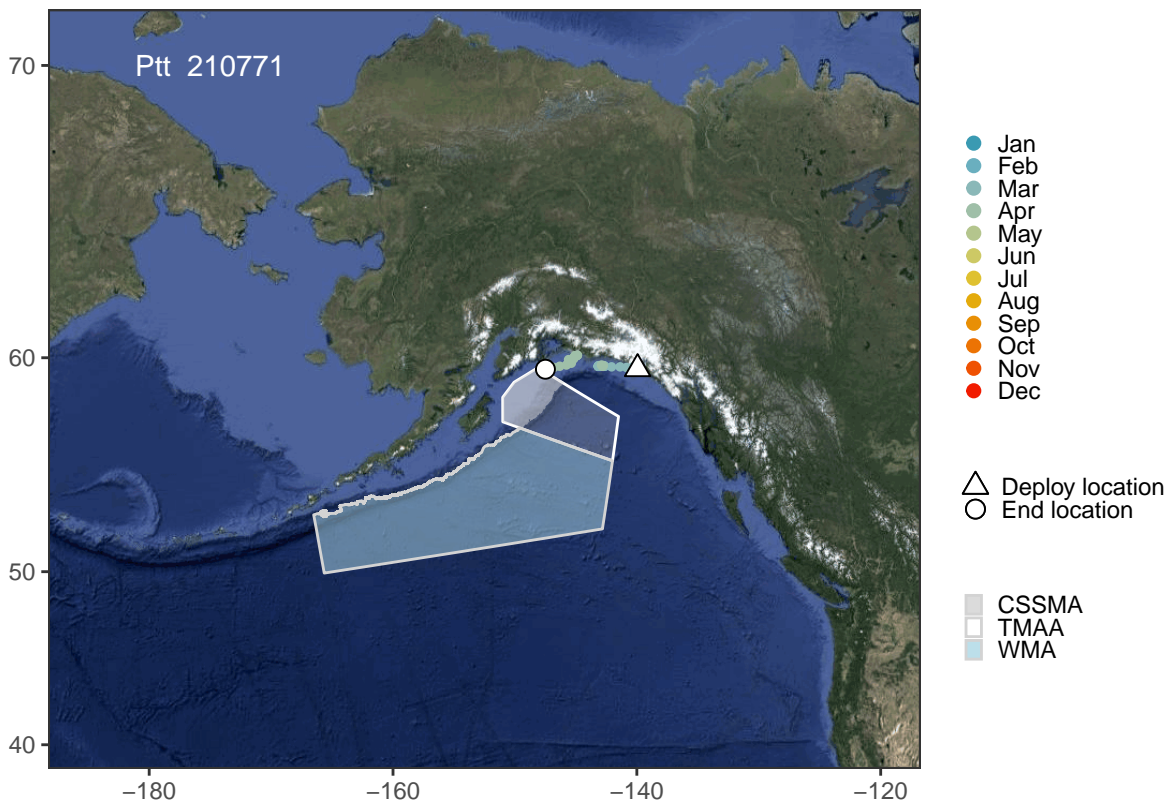 Ptt 210771
70
60
50
40
−180
−160
−140
−120
Jan
Feb
Mar
Apr
May
Jun
Jul
Aug
Sep
Oct
Nov
Dec
Deploy location
End location
CSSMA
TMAA
WMA